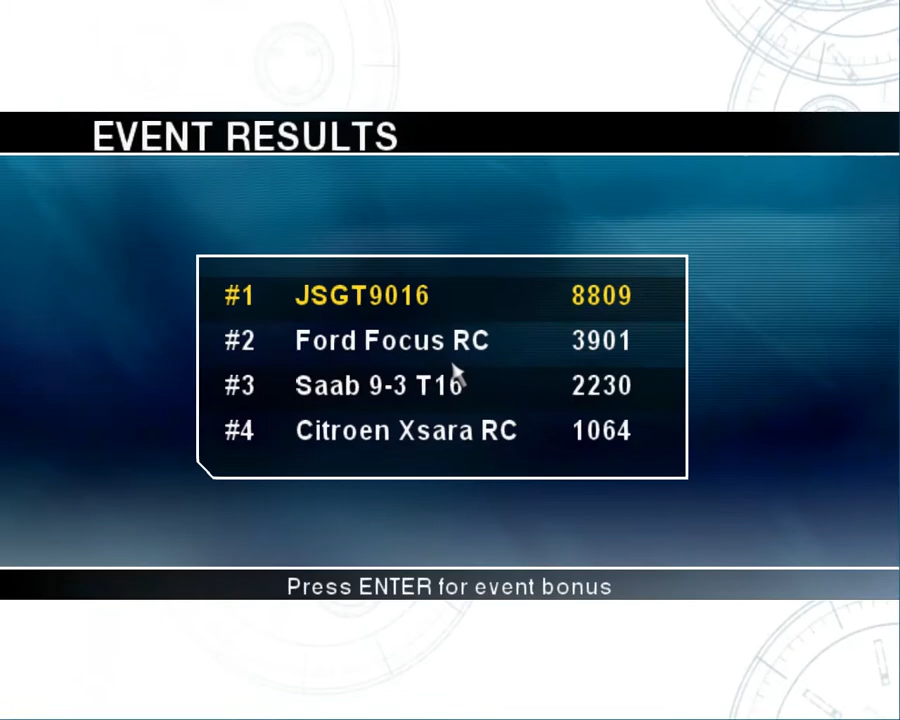 EVENT RESULTS
#1 JSGT9016 8809
#2 Ford Focus RC 3901
#3 Saab 9-3 T16 2230
#4 Citroen Xsara RC 1064
Press ENTER for event bonus